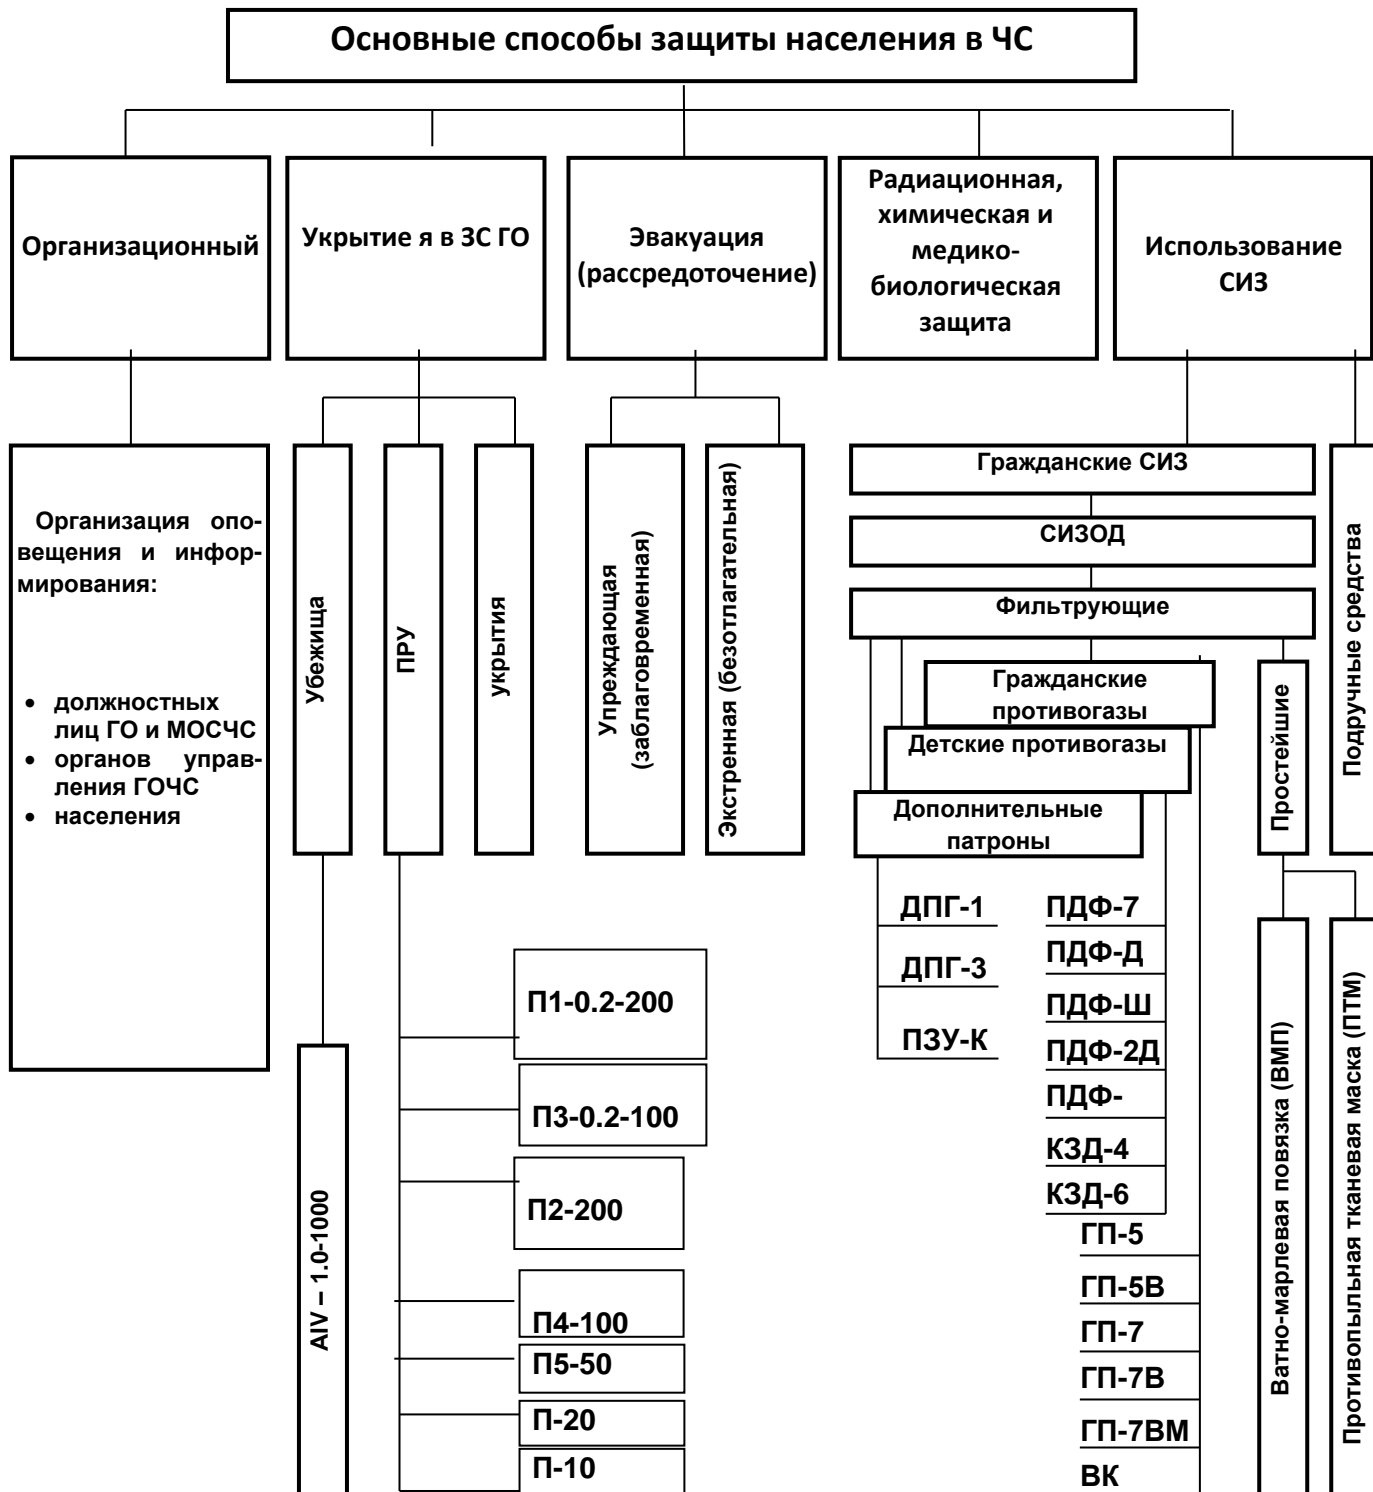 Основные способы защиты населения в ЧС
Организационный
Укрытие я в ЗС ГО
Эвакуация
(рассредоточение)
Радиационная,
химическая и
медико-
биологическая
защита
Использование
СИЗ
Организация опо-
вещения и инфор-
мирования:
• должностных
лиц ГО и МОСЧС
• органов управ-
ления ГОЧС
• населения
Убежища
ПРУ
укрытия
Упреждающая
(заблаговременная)
Экстренная (безотлагательная)
Гражданские СИЗ
СИЗОД
Фильтрующие
Гражданские
противогазы
Детские противогазы
Дополнительные
патроны
Простейшие
Подручные средства
ДПГ-1
ДПГ-3
ПЗУ-К
ПДФ-7
ПДФ-Д
ПДФ-Ш
ПДФ-2Д
ПДФ-
КЗД-4
КЗД-6
ГП-5
ГП-5В
ГП-7
ГП-7В
ГП-7ВМ
ВК
Ватно-марлевая повязка (ВМП)
Противопыльная тканевая маска (ПТМ)
AIV – 1.0-1000
П1-0.2-200
П3-0.2-100
П2-200
П4-100
П5-50
П-20
П-10